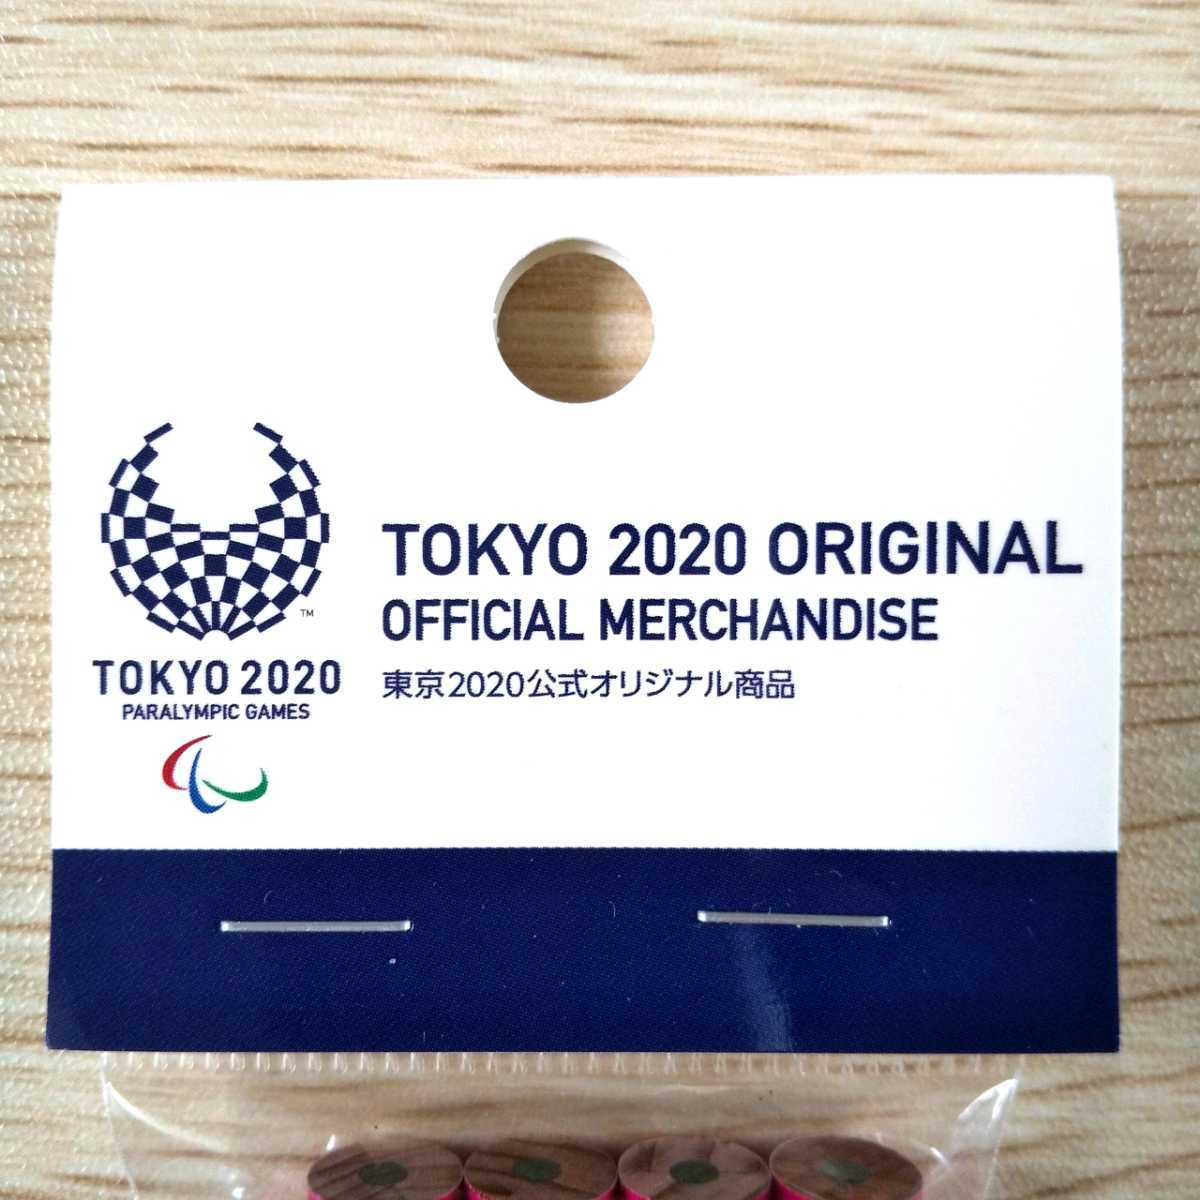 TOKYO 2020 ORIGINAL
OFFICIAL MERCHANDISE
東京2020公式オリジナル商品
TM
TOKYO 2020
PARALYMPIC GAMES